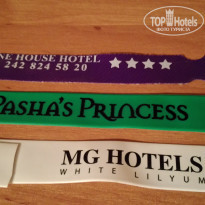 TOP Hotels
ФОТО ТУРИСТА
NE HOUSE HOTEL
242 824 58 20
PASHA'S PRINCESS
MG HOTELS
WHITE LILYUM